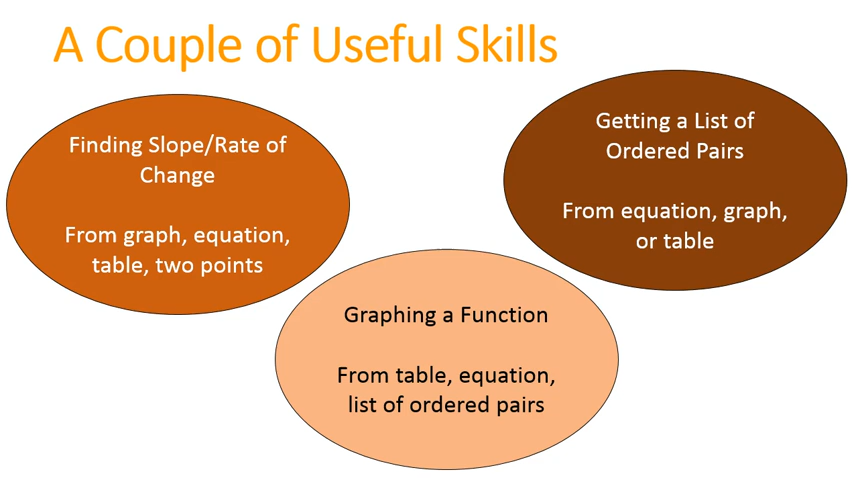 A Couple of Useful Skills
Finding Slope/Rate of
Change
From graph, equation,
table, two points
Getting a List of
Ordered Pairs
From equation, graph,
or table
Graphing a Function
From table, equation,
list of ordered pairs